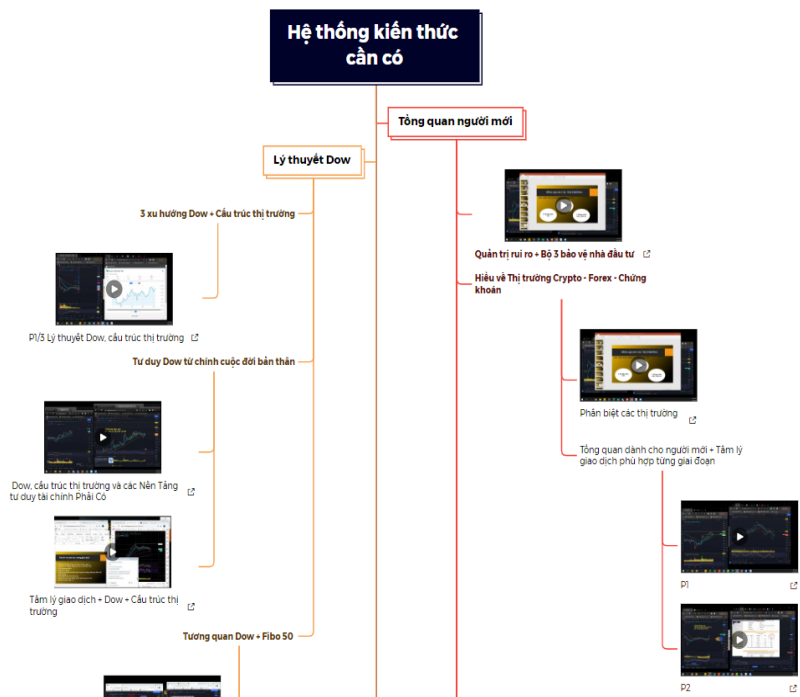 Hệ thống kiến thức
cần có
Tổng quan người mới
Lý thuyết Dow
3 xu hướng Dow + Cấu trúc thị trường
P1/3 Lý thuyết Dow, cấu trúc thị trường
Tư duy Dow từ chính cuộc đời bản thân
Dow, cấu trúc thị trường và các Nền Tảng
tư duy tài chính Phải Có
Tâm lý giao dịch + Dow + Cấu trúc thị
trường
Tương quan Dow + Fibo 50
Quản trị rui ro + Bộ 3 bảo vệ nhà đầu tư
Hiểu về Thị trường Crypto - Forex - Chứng
khoán
Phân biệt các thị trường
Tổng quan dành cho người mới + Tâm lý
giao dịch phù hợp từng giai đoạn
P1
P2